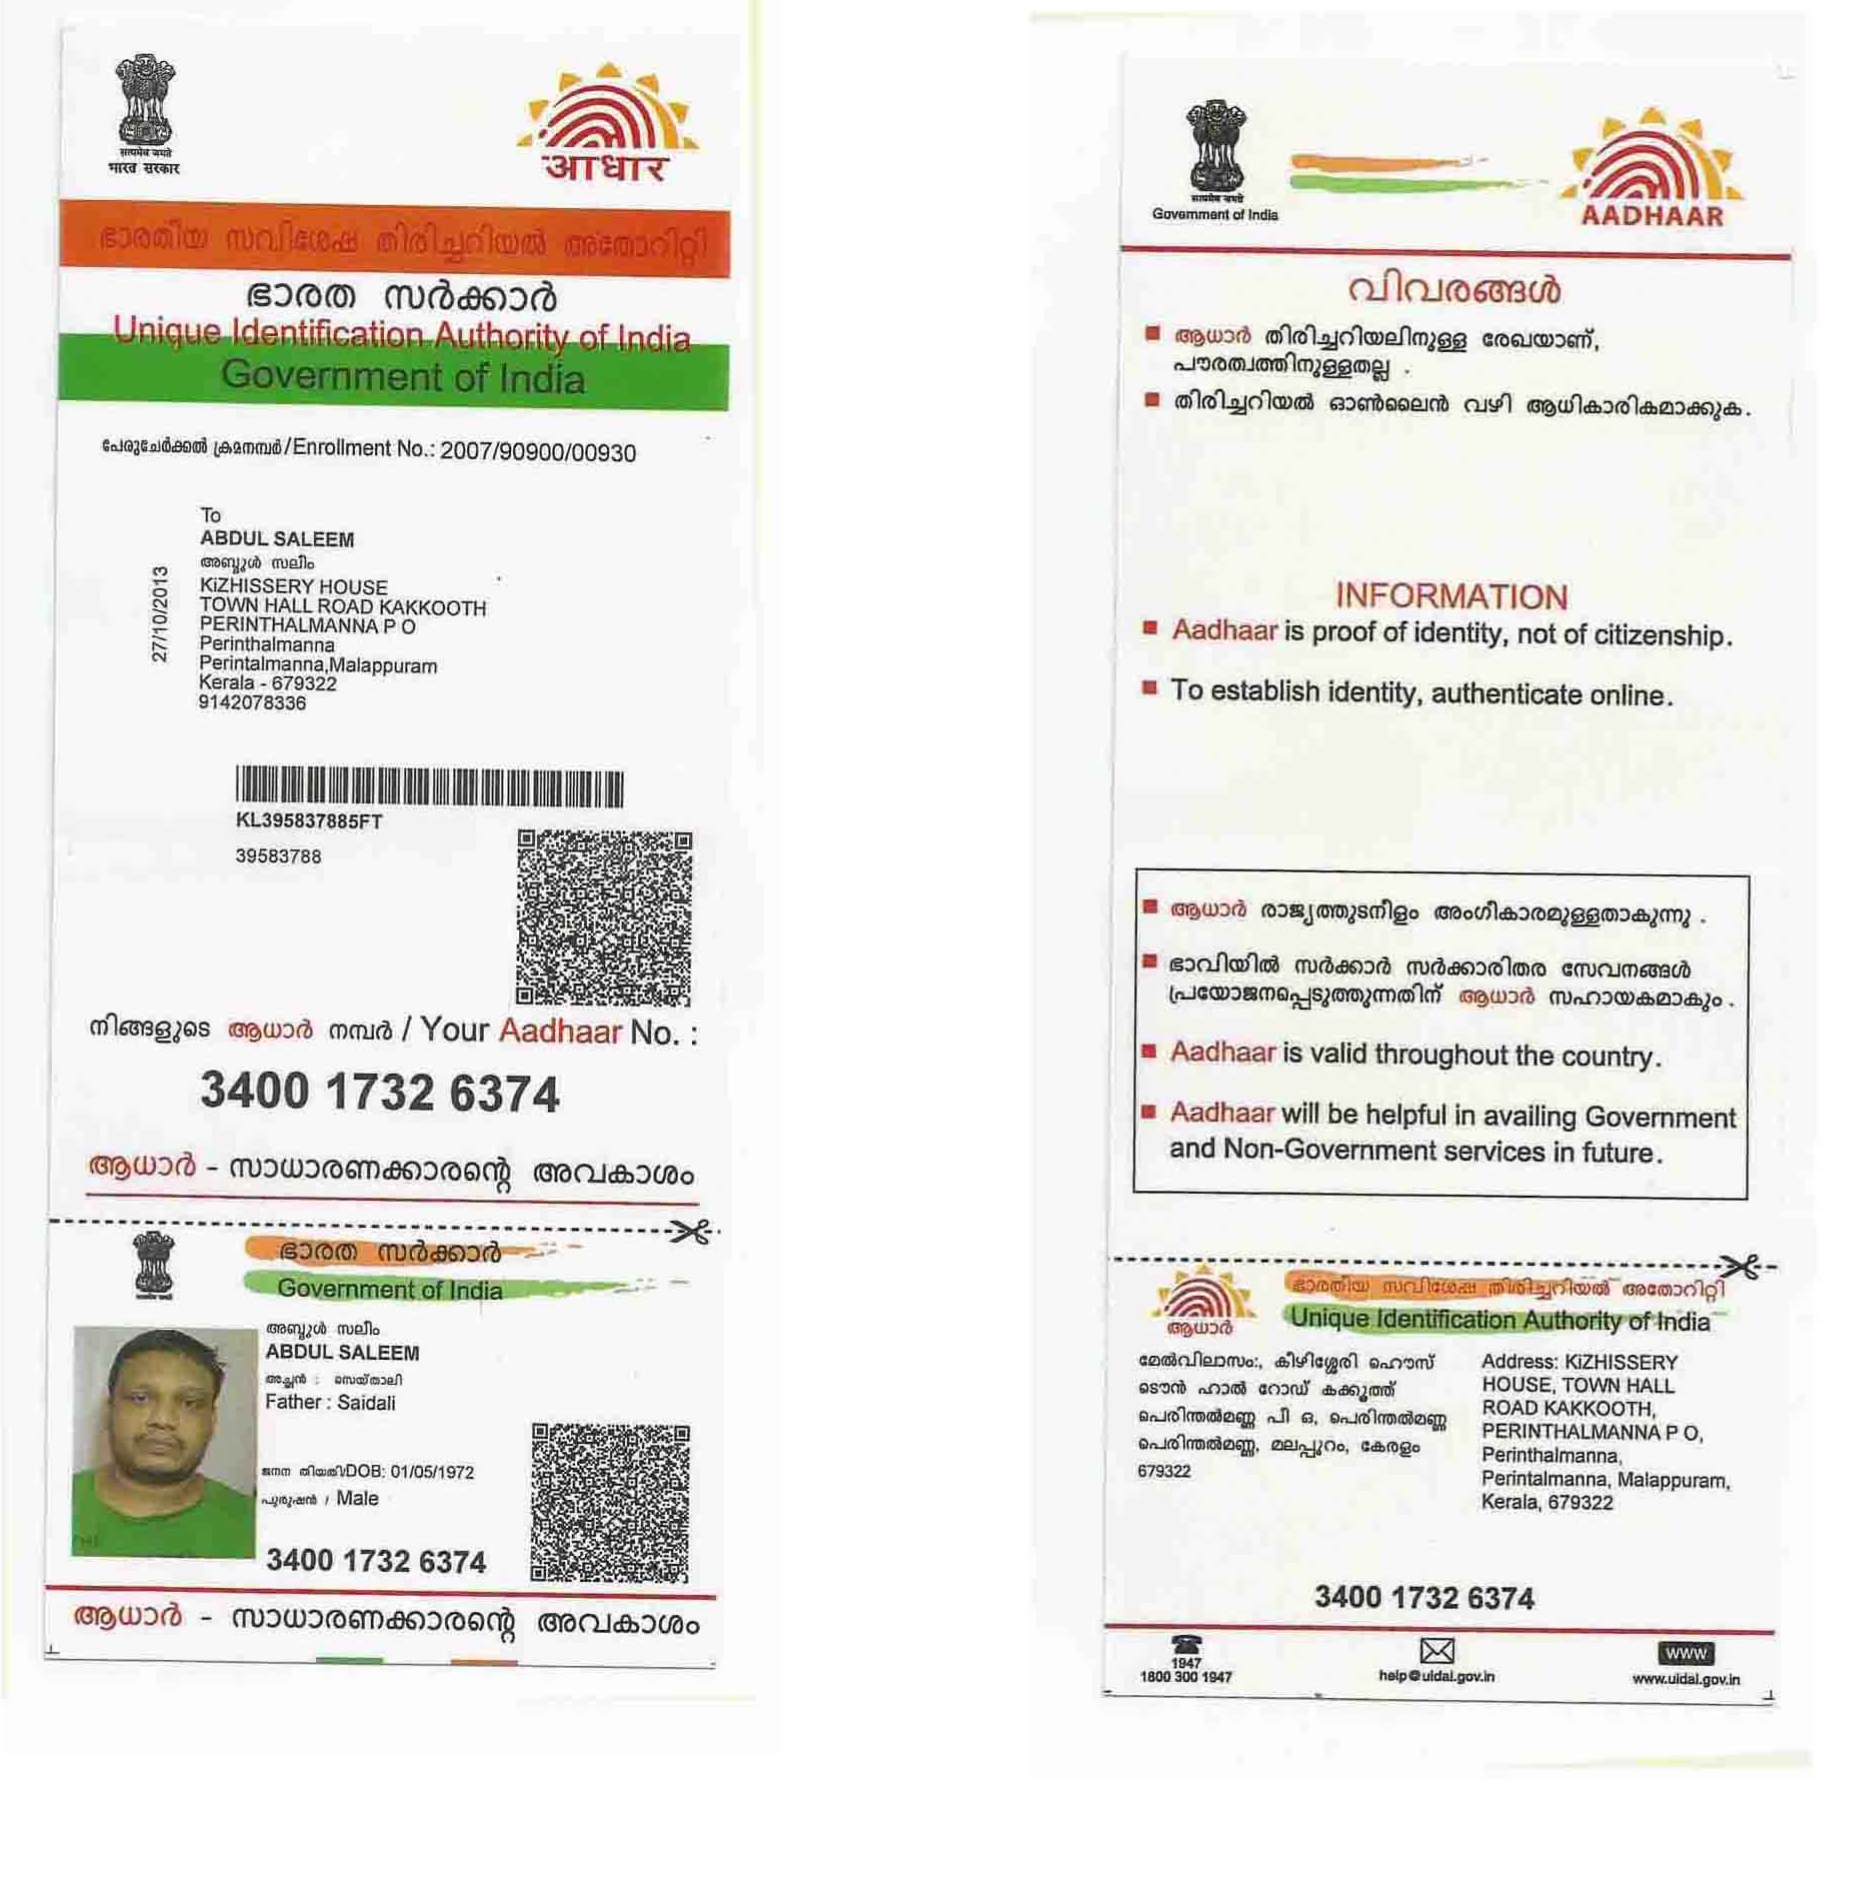 सत्यमेव जयते
भारत सरकार
आधार
ഭാരതീയ സവിശേഷ തിരിച്ചറിയൽ അതോറിറ്റി
ഭാരത സർക്കാർ
Unique Identification Authority of India
Government of India
പേരുചേർക്കൽ ക്രമനമ്പർ/Enrollment No.: 2007/90900/00930
27/10/2013
To
ABDUL SALEEM
അബ്ദുൾ സലീം
KiZHISSERY HOUSE
TOWN HALL ROAD KAKKOOTH
PERINTHALMANNA P O
Perinthalmanna
Perintalmanna,Malappuram
Kerala - 679322
9142078336
KL395837885FT
39583788
നിങ്ങളുടെ ആധാർ നമ്പർ / Your Aadhaar No. :
3400 1732 6374
ആധാർ - സാധാരണക്കാരന്റെ അവകാശം
ഭാരത സർക്കാർ
Government of India
അബ്ദുൾ സലീം
ABDUL SALEEM
അച്ഛൻ : സെയ്താലി
Father : Saidali
ജനന തിയതി/DOB: 01/05/1972
പുരുഷൻ / Male
3400 1732 6374
ആധാർ - സാധാരണക്കാരന്റെ അവകാശം
सत्यमेव जयते
Government of India
AADHAAR
വിവരങ്ങൾ
ആധാർ തിരിച്ചറിയലിനുള്ള രേഖയാണ്,
പൗരത്വത്തിനുള്ളതല്ല .
തിരിച്ചറിയൽ ഓൺലൈൻ വഴി ആധികാരികമാക്കുക.
INFORMATION
Aadhaar is proof of identity, not of citizenship.
To establish identity, authenticate online.
ആധാർ രാജ്യത്തുടനീളം അംഗീകാരമുള്ളതാകുന്നു .
ഭാവിയിൽ സർക്കാർ സർക്കാരിതര സേവനങ്ങൾ
പ്രയോജനപ്പെടുത്തുന്നതിന് ആധാർ സഹായകമാകും .
Aadhaar is valid throughout the country.
Aadhaar will be helpful in availing Government
and Non-Government services in future.
ആധാർ
ഭാരതീയ സവിശേഷ തിരിച്ചറിയൽ അതോറിറ്റി
Unique Identification Authority of India
മേൽവിലാസം:, കീഴിശ്ശേരി ഹൌസ്
ടൌൻ ഹാൽ റോഡ് കക്കൂത്ത്
പെരിന്തൽമണ്ണ പി ഒ, പെരിന്തൽമണ്ണ
പെരിന്തൽമണ്ണ, മലപ്പുറം, കേരളം
679322
Address: KiZHISSERY
HOUSE, TOWN HALL
ROAD KAKKOOTH,
PERINTHALMANNA P O,
Perinthalmanna,
Perintalmanna, Malappuram,
Kerala, 679322
3400 1732 6374
1947
1800 300 1947
help@uidai.gov.in
WWW
www.uidai.gov.in